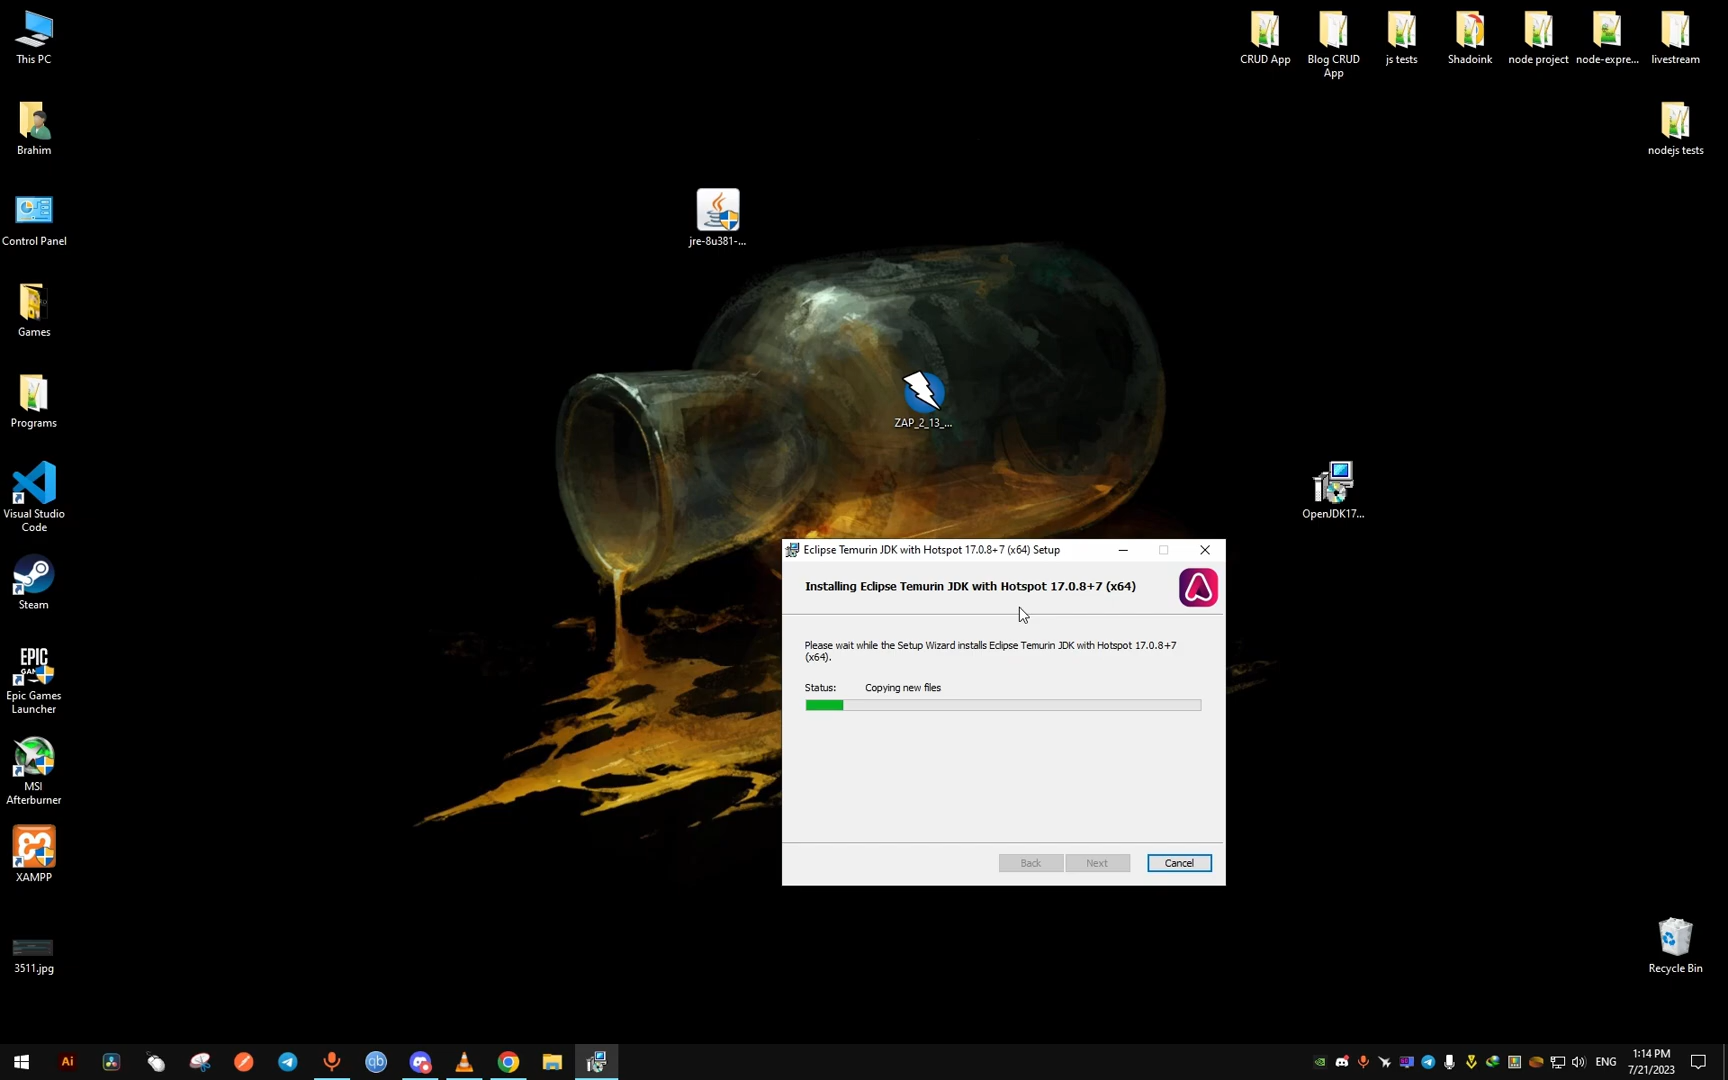 This PC
Brahim
Control Panel
Games
Programs
Visual Studio
Code
Steam
EPIC
GAMES
Epic Games
Launcher
MSI
Afterburner
XAMPP
3511.jpg
jre-8u381-...
ZAP_2_13_...
OpenJDK17...
CRUD App
Blog CRUD
App
js tests
Shadoink
node project
node-expre...
livestream
nodejs tests
Recycle Bin
Eclipse Temurin JDK with Hotspot 17.0.8+7 (x64) Setup
Installing Eclipse Temurin JDK with Hotspot 17.0.8+7 (x64)
Please wait while the Setup Wizard installs Eclipse Temurin JDK with Hotspot 17.0.8+7
(x64).
Status: Copying new files
Back
Next
Cancel
Ai
qb
ENG
1:14 PM
7/21/2023